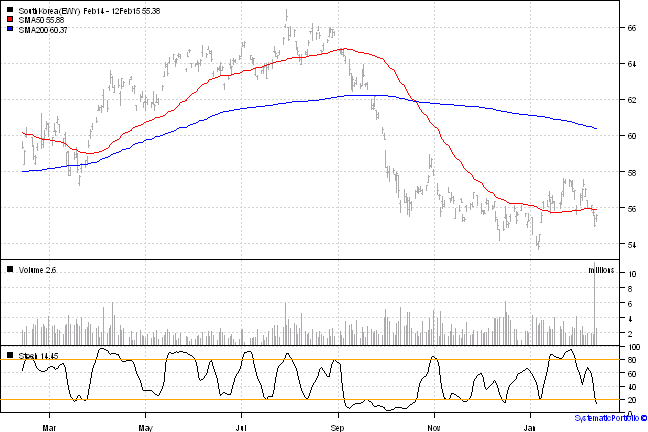 South Korea (EWY) Feb14 - 12Feb15 55.38
SMA50 55.88
SMA200 60.37
66
64
62
60
58
56
54
Volume 2.6
millions
10
8
6
4
2
Stoch 14.45
100
80
60
40
20
0
Mar May Jul Sep Nov Jan
SystematicPortfolio ©